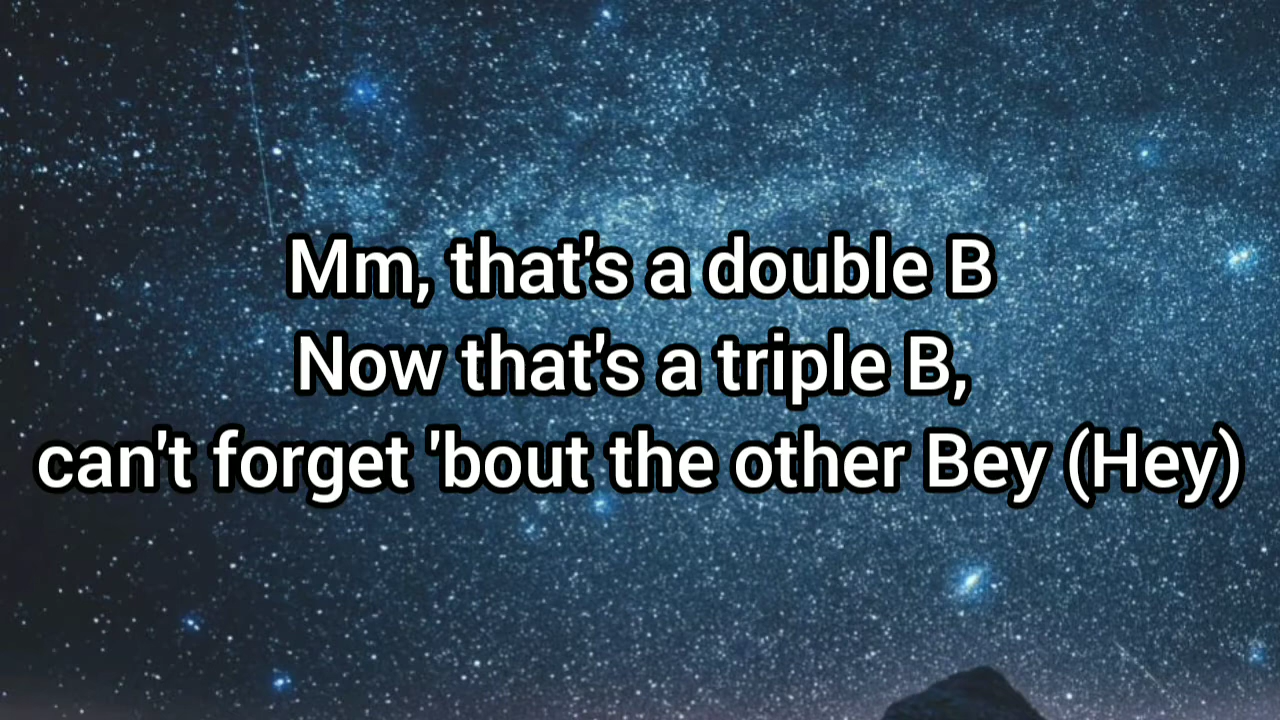 Mm, that's a double B
Now that's a triple B,
can't forget 'bout the other Bey (Hey)